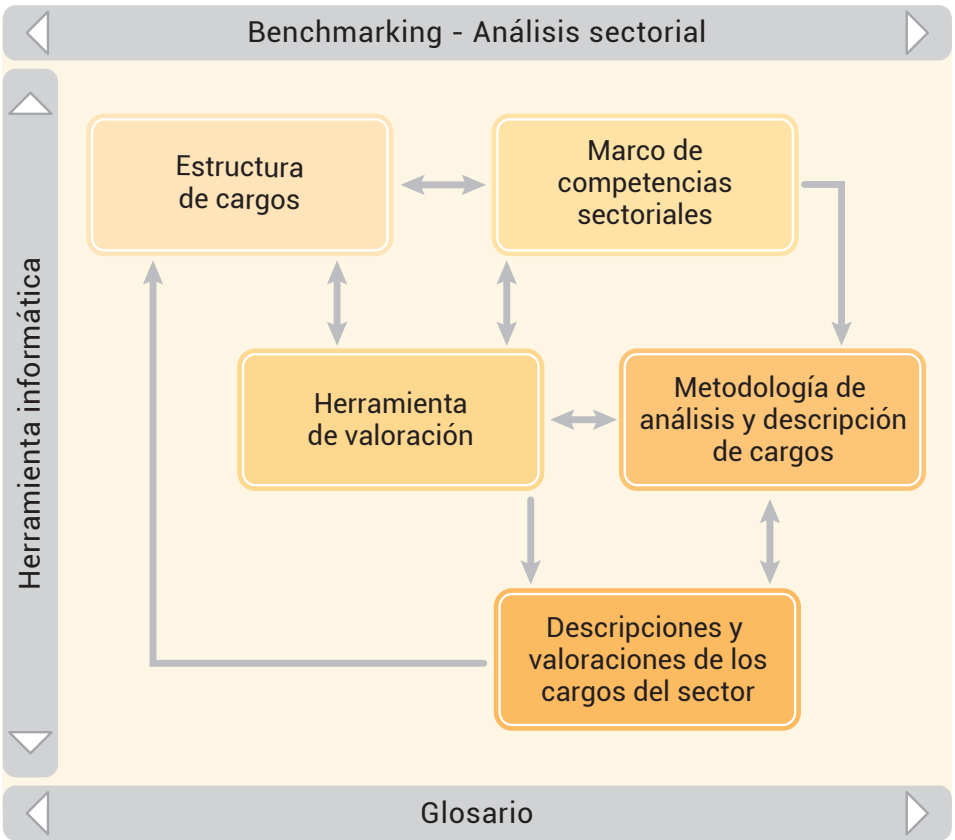 Benchmarking - Análisis sectorial
Herramienta informática
Estructura
de cargos
Marco de
competencias
sectoriales
Herramienta
de valoración
Metodología de
análisis y descripción
de cargos
Descripciones y
valoraciones de los
cargos del sector
Glosario